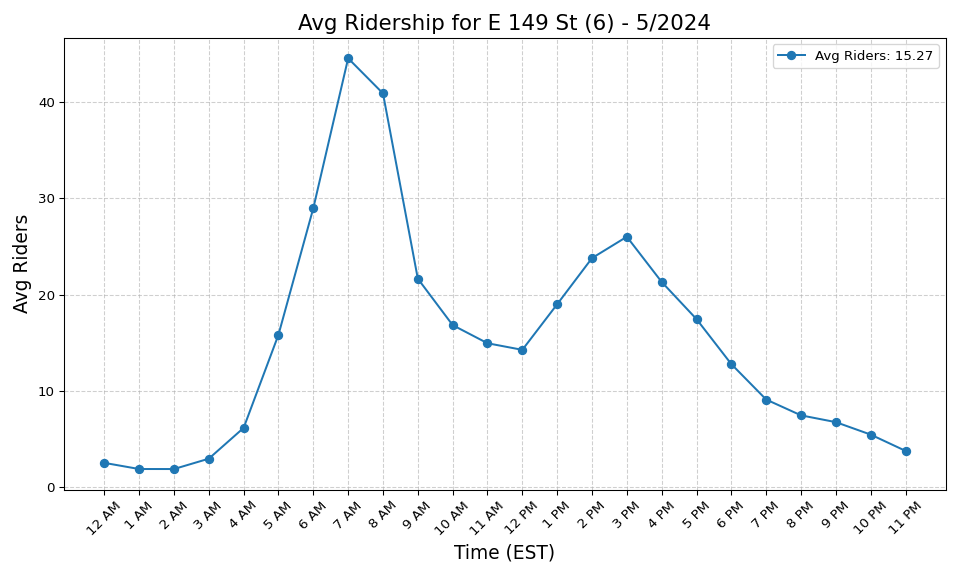 Avg Ridership for E 149 St (6) - 5/2024
Avg Riders: 15.27
Avg Riders
40
30
20
10
0
12 AM
1 AM
2 AM
3 AM
4 AM
5 AM
6 AM
7 AM
8 AM
9 AM
10 AM
11 AM
12 PM
1 PM
2 PM
3 PM
4 PM
5 PM
6 PM
7 PM
8 PM
9 PM
10 PM
11 PM
Time (EST)